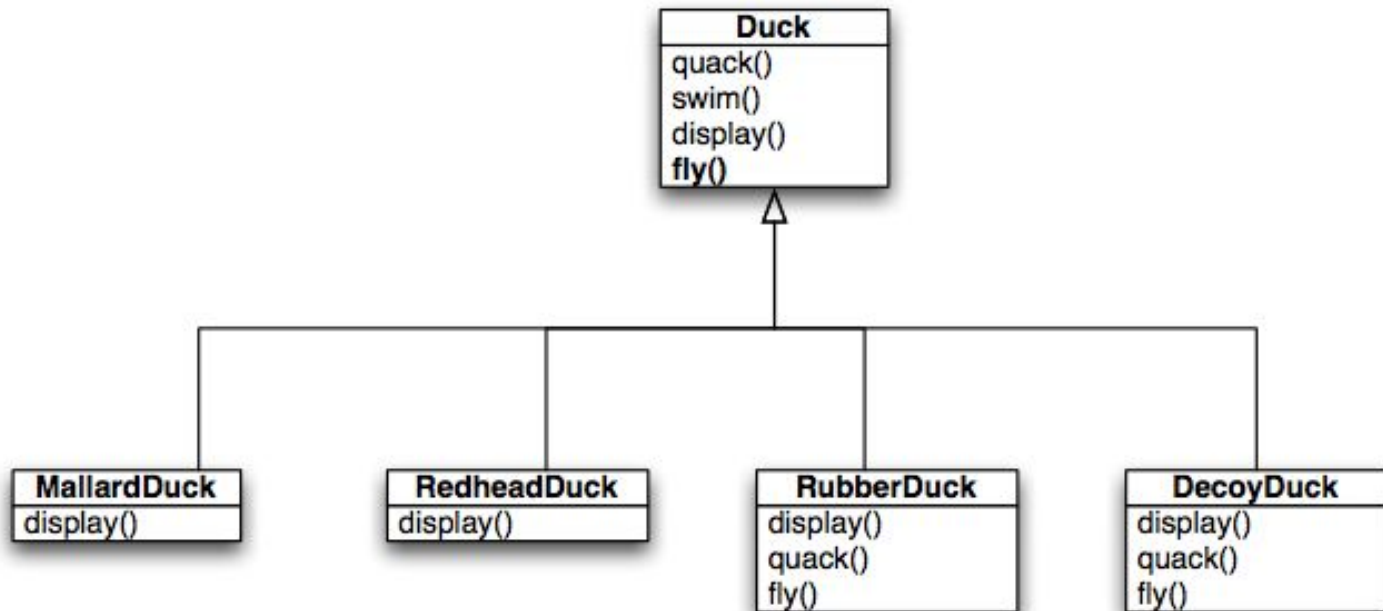 Duck
quack()
swim()
display()
fly()
MallardDuck
display()
RedheadDuck
display()
RubberDuck
display()
quack()
fly()
DecoyDuck
display()
quack()
fly()